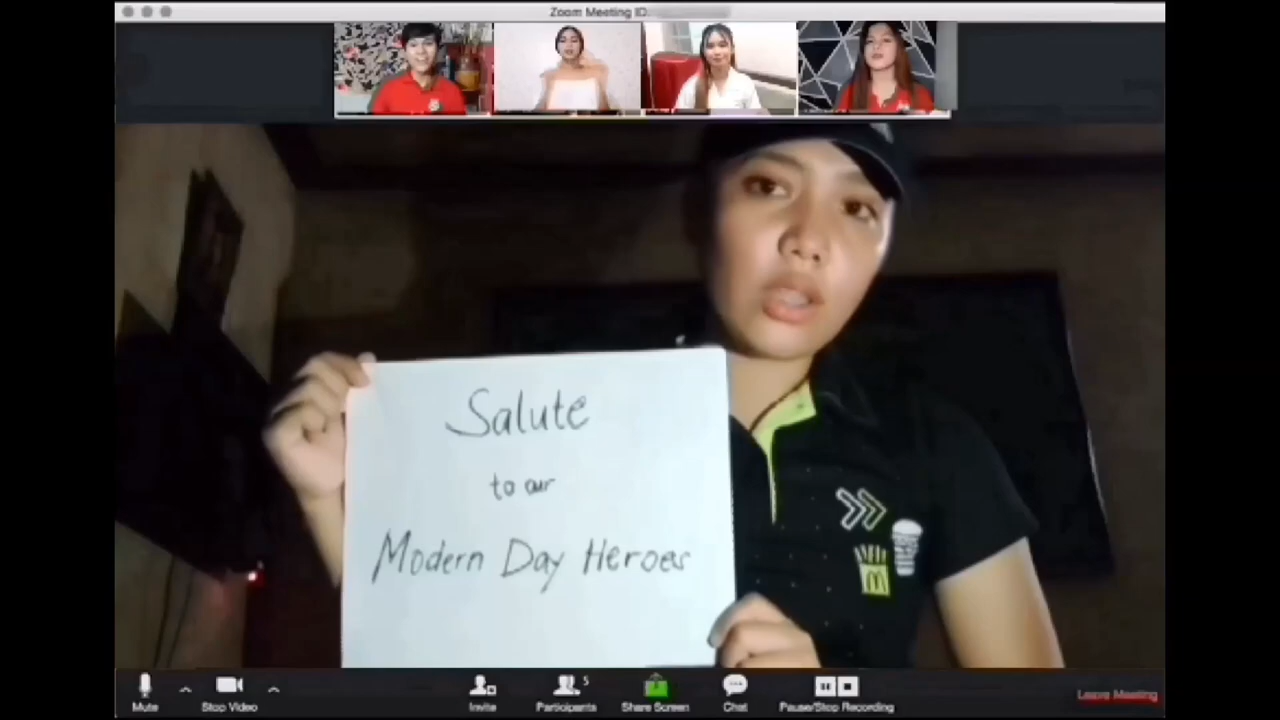 Zoom Meeting ID:
Salute
to our
Modern Day Heroes
M
Mute
Stop Video
Invite
Participants
5
Share Screen
Chat
Pause/Stop Recording
Leave Meeting